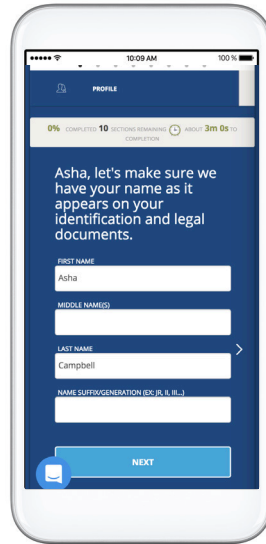 10:09 AM
100 %
PROFILE
0% COMPLETED 10 SECTIONS REMAINING ABOUT 3m 0s TO
COMPLETION
Asha, let's make sure we
have your name as it
appears on your
identification and legal
documents.
FIRST NAME
Asha
MIDDLE NAME(S)
LAST NAME
Campbell
NAME SUFFIX/GENERATION (EX: JR, II, III...)
NEXT